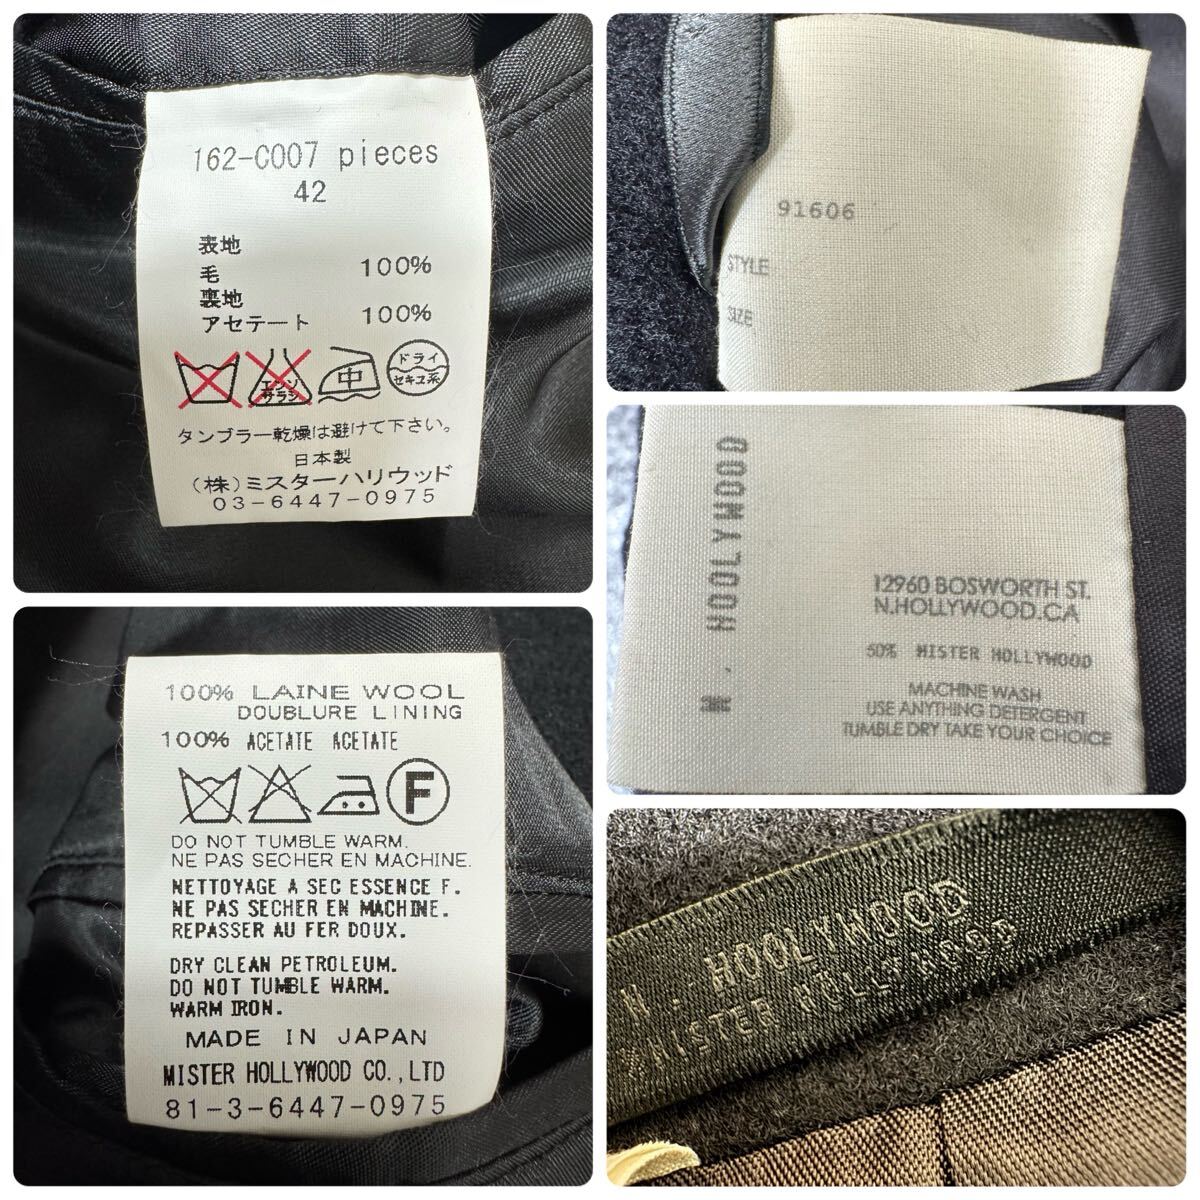 162-C007 pieces
42
表地
毛 100%
裏地
アセテート 100%
エンソ
サラシ
中
ドライ
セキユ系
タンブラー乾燥は避けて下さい。
日本製
(株)ミスターハリウッド
03-6447-0975
91606
STYLE
SIZE
N. HOOLYWOOD
12960 BOSWORTH ST.
N.HOLLYWOOD.CA
50% MISTER HOLLYWOOD
MACHINE WASH
USE ANYTHING DETERGENT
TUMBLE DRY TAKE YOUR CHOICE
100% LAINE WOOL
DOUBLURE LINING
100% ACETATE ACETATE
F
DO NOT TUMBLE WARM.
NE PAS SECHER EN MACHINE.
NETTOYAGE A SEC ESSENCE F.
NE PAS SECHER EN MACHINE.
REPASSER AU FER DOUX.
DRY CLEAN PETROLEUM.
DO NOT TUMBLE WARM.
WARM IRON.
MADE IN JAPAN
MISTER HOLLYWOOD CO.,LTD
81-3-6447-0975
N. HOOLYWOOD
MISTER HOLLYWOOD